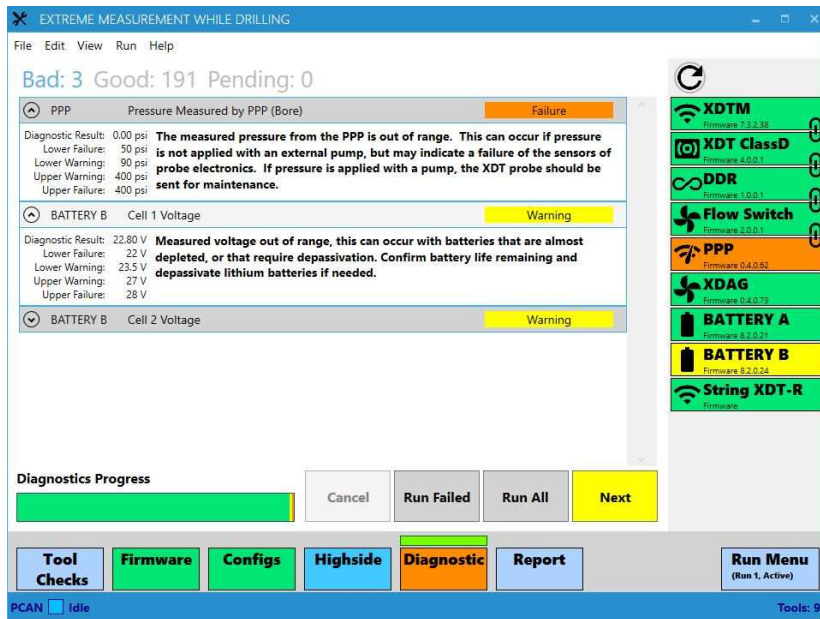 EXTREME MEASUREMENT WHILE DRILLING
File Edit View Run Help
Bad: 3 Good: 191 Pending: 0
PPP Pressure Measured by PPP (Bore) Failure
Diagnostic Result: 0.00 psi
Lower Failure: 50 psi
Lower Warning: 90 psi
Upper Warning: 400 psi
Upper Failure: 400 psi
The measured pressure from the PPP is out of range. This can occur if pressure
is not applied with an external pump, but may indicate a failure of the sensors of
probe electronics. If pressure is applied with a pump, the XDT probe should be
sent for maintenance.
BATTERY B Cell 1 Voltage Warning
Diagnostic Result: 22.80 V
Lower Failure: 22 V
Lower Warning: 23.5 V
Upper Warning: 27 V
Upper Failure: 28 V
Measured voltage out of range, this can occur with batteries that are almost
depleted, or that require depassivation. Confirm battery life remaining and
depassivate lithium batteries if needed.
BATTERY B Cell 2 Voltage Warning
XDTM
Firmware 7.3.2.38
XDT ClassD
Firmware 4.0.0.1
DDR
Firmware 1.0.0.1
Flow Switch
Firmware 2.0.0.1
PPP
Firmware 0.4.0.62
XDAG
Firmware 0.4.0.73
BATTERY A
Firmware 8.2.0.21
BATTERY B
Firmware 8.2.0.24
String XDT-R
Firmware
Diagnostics Progress
Cancel Run Failed Run All Next
Tool Checks
Firmware
Configs
Highside
Diagnostic
Report
Run Menu
(Run 1, Active)
PCAN Idle
Tools: 9